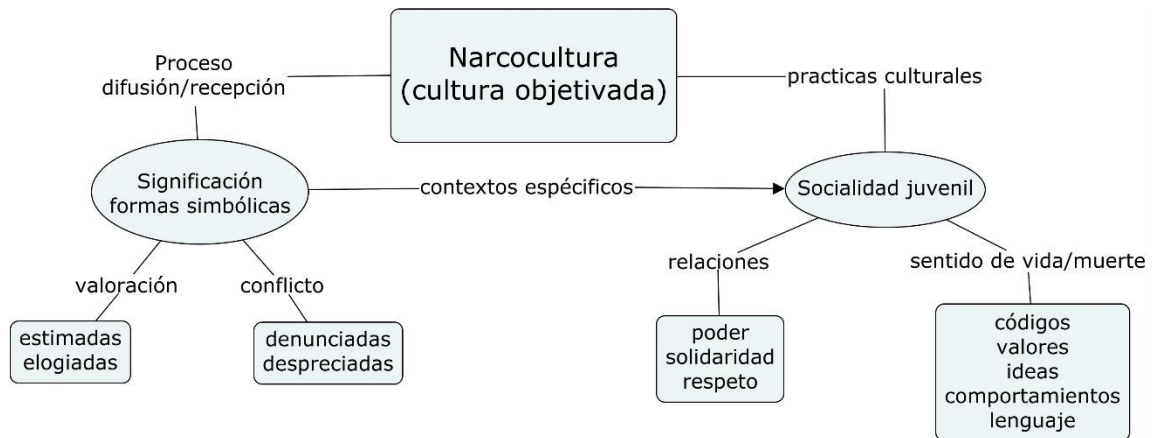 Narcocultura
(cultura objetivada)
Proceso
difusión/recepción
practicas culturales
Significación
formas simbólicas
contextos espécificos
Socialidad juvenil
valoración
conflicto
relaciones
sentido de vida/muerte
estimadas
elogiadas
denunciadas
despreciadas
poder
solidaridad
respeto
códigos
valores
ideas
comportamientos
lenguaje